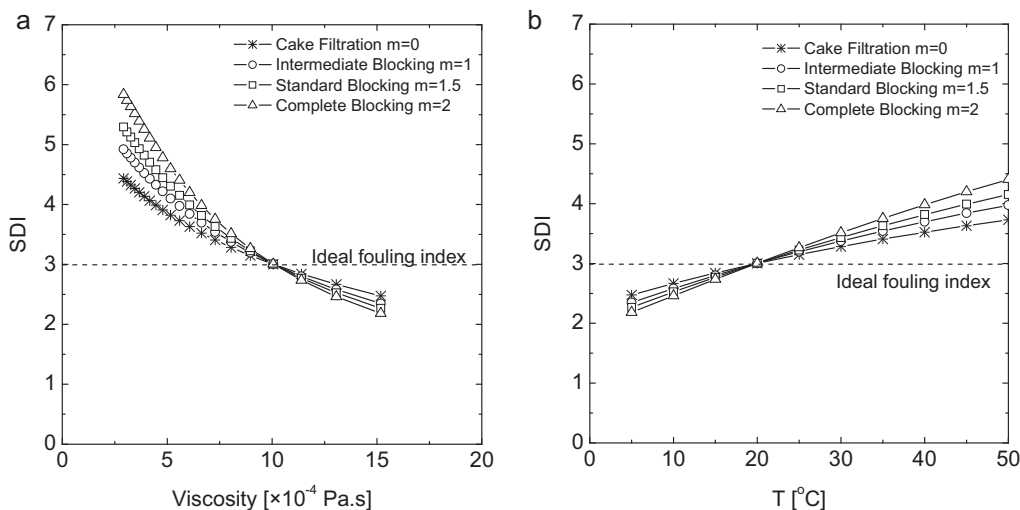 a
7
6
5
4
3
2
1
0
SDI
Cake Filtration m=0
Intermediate Blocking m=1
Standard Blocking m=1.5
Complete Blocking m=2
Ideal fouling index
0
5
10
15
20
Viscosity [×10⁻⁴ Pa.s]
b
7
6
5
4
3
2
1
0
SDI
Cake Filtration m=0
Intermediate Blocking m=1
Standard Blocking m=1.5
Complete Blocking m=2
Ideal fouling index
0
10
20
30
40
50
T [°C]